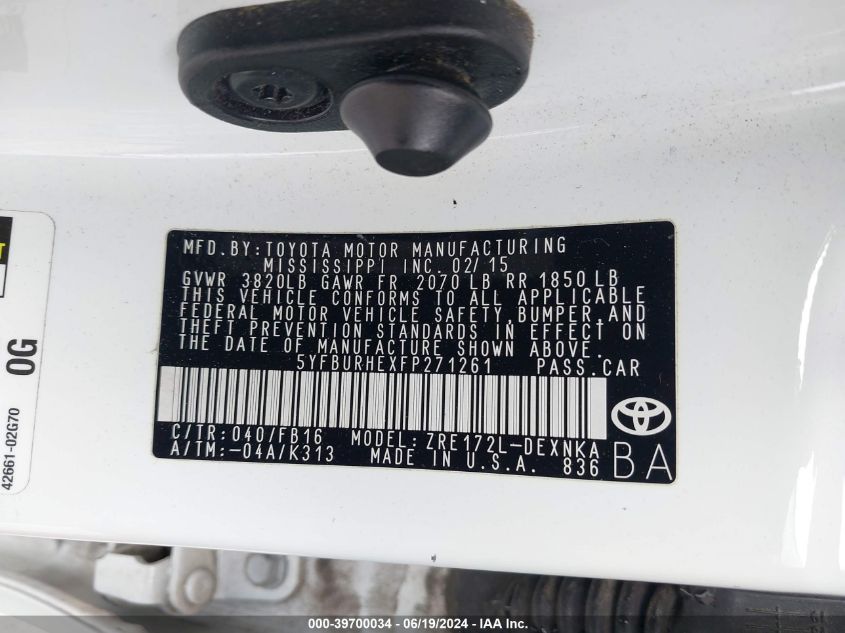 MFD. BY: TOYOTA MOTOR MANUFACTURING
MISSISSIPPI INC. 02/15
GVWR 3820LB GAWR FR 2070 LB RR 1850 LB
THIS VEHICLE CONFORMS TO ALL APPLICABLE
FEDERAL MOTOR VEHICLE SAFETY, BUMPER, AND
THEFT PREVENTION STANDARDS IN EFFECT ON
THE DATE OF MANUFACTURE SHOWN ABOVE.
5YFBURHEXFP271261 PASS. CAR
C/TR: 040/FB16 MODEL: ZRE172L-DEXNKA
A/TM: -04A/K313 MADE IN U.S.A. 836
BA
0G
42661-02G70
000-39700034 - 06/19/2024 - IAAI Inc.